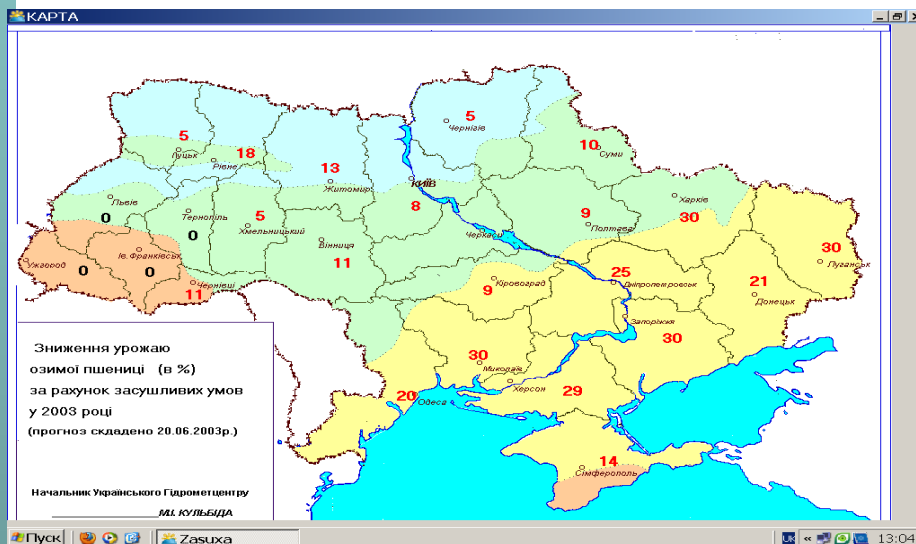 КАРТА
5
Чернігів
10
Суми
5
Луцьк
18
Рівне
13
Житомир
КИЇВ
Львів
0
Тернопіль
0
5
Хмельницький
8
Черкаси
9
Полтава
Харків
30
Вінниця
11
Ужгород
0
Ів.Франківськ
0
Чернівці
11
9
Кіровоград
25
Дніпропетровськ
21
Донецьк
30
Луганськ
Запоріжжя
30
30
Миколаїв
Херсон
29
20
Одеса
14
Сімферополь
Зниження урожаю
озимої пшениці (в %)
за рахунок засушливих умов
у 2003 році
(прогноз складено 20.06.2003р.)
Начальник Українського Гідрометцентру
М.І. КУЛЬБІДА
Пуск
Zasuxa
UK
«
13:04